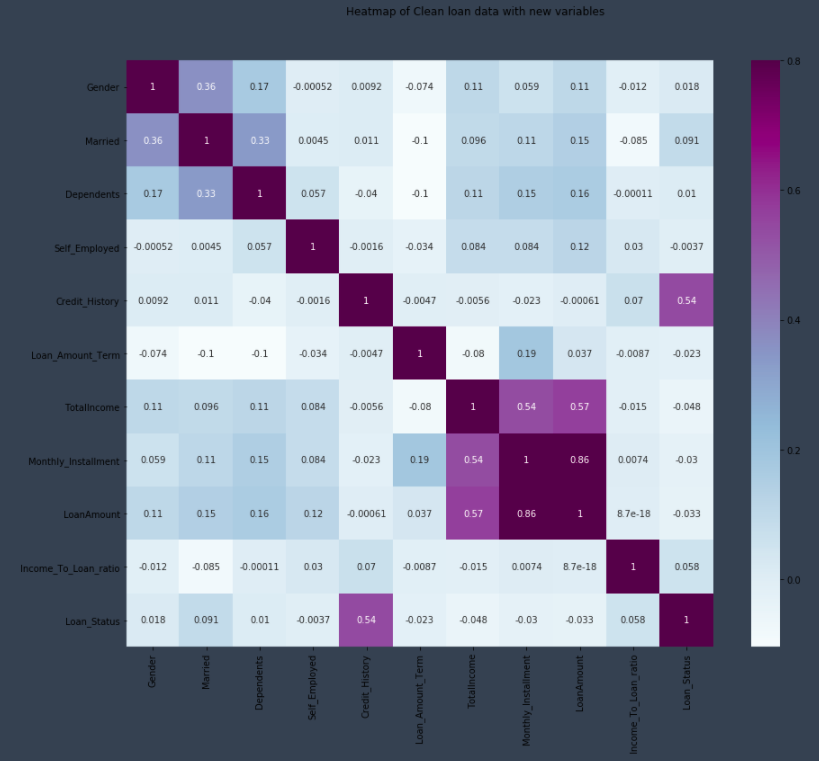 Heatmap of Clean loan data with new variables
Gender 1 0.36 0.17 -0.00052 0.0092 -0.074 0.11 0.059 0.11 -0.012 0.018
Married 0.36 1 0.33 0.0045 0.011 -0.1 0.096 0.11 0.15 -0.085 0.091
Dependents 0.17 0.33 1 0.057 -0.04 -0.1 0.11 0.15 0.16 -0.00011 0.01
Self_Employed -0.00052 0.0045 0.057 1 -0.0016 -0.034 0.084 0.084 0.12 0.03 -0.0037
Credit_History 0.0092 0.011 -0.04 -0.0016 1 -0.0047 -0.0056 -0.023 -0.00061 0.07 0.54
Loan_Amount_Term -0.074 -0.1 -0.1 -0.034 -0.0047 1 -0.08 0.19 0.037 -0.0087 -0.023
TotalIncome 0.11 0.096 0.11 0.084 -0.0056 -0.08 1 0.54 0.57 -0.015 -0.048
Monthly_Installment 0.059 0.11 0.15 0.084 -0.023 0.19 0.54 1 0.86 0.0074 -0.03
LoanAmount 0.11 0.15 0.16 0.12 -0.00061 0.037 0.57 0.86 1 8.7e-18 -0.033
Income_To_Loan_ratio -0.012 -0.085 -0.00011 0.03 0.07 -0.0087 -0.015 0.0074 8.7e-18 1 0.058
Loan_Status 0.018 0.091 0.01 -0.0037 0.54 -0.023 -0.048 -0.03 -0.033 0.058 1
Gender
Married
Dependents
Self_Employed
Credit_History
Loan_Amount_Term
TotalIncome
Monthly_Installment
LoanAmount
Income_To_Loan_ratio
Loan_Status
0.8
0.6
0.4
0.2
0.0